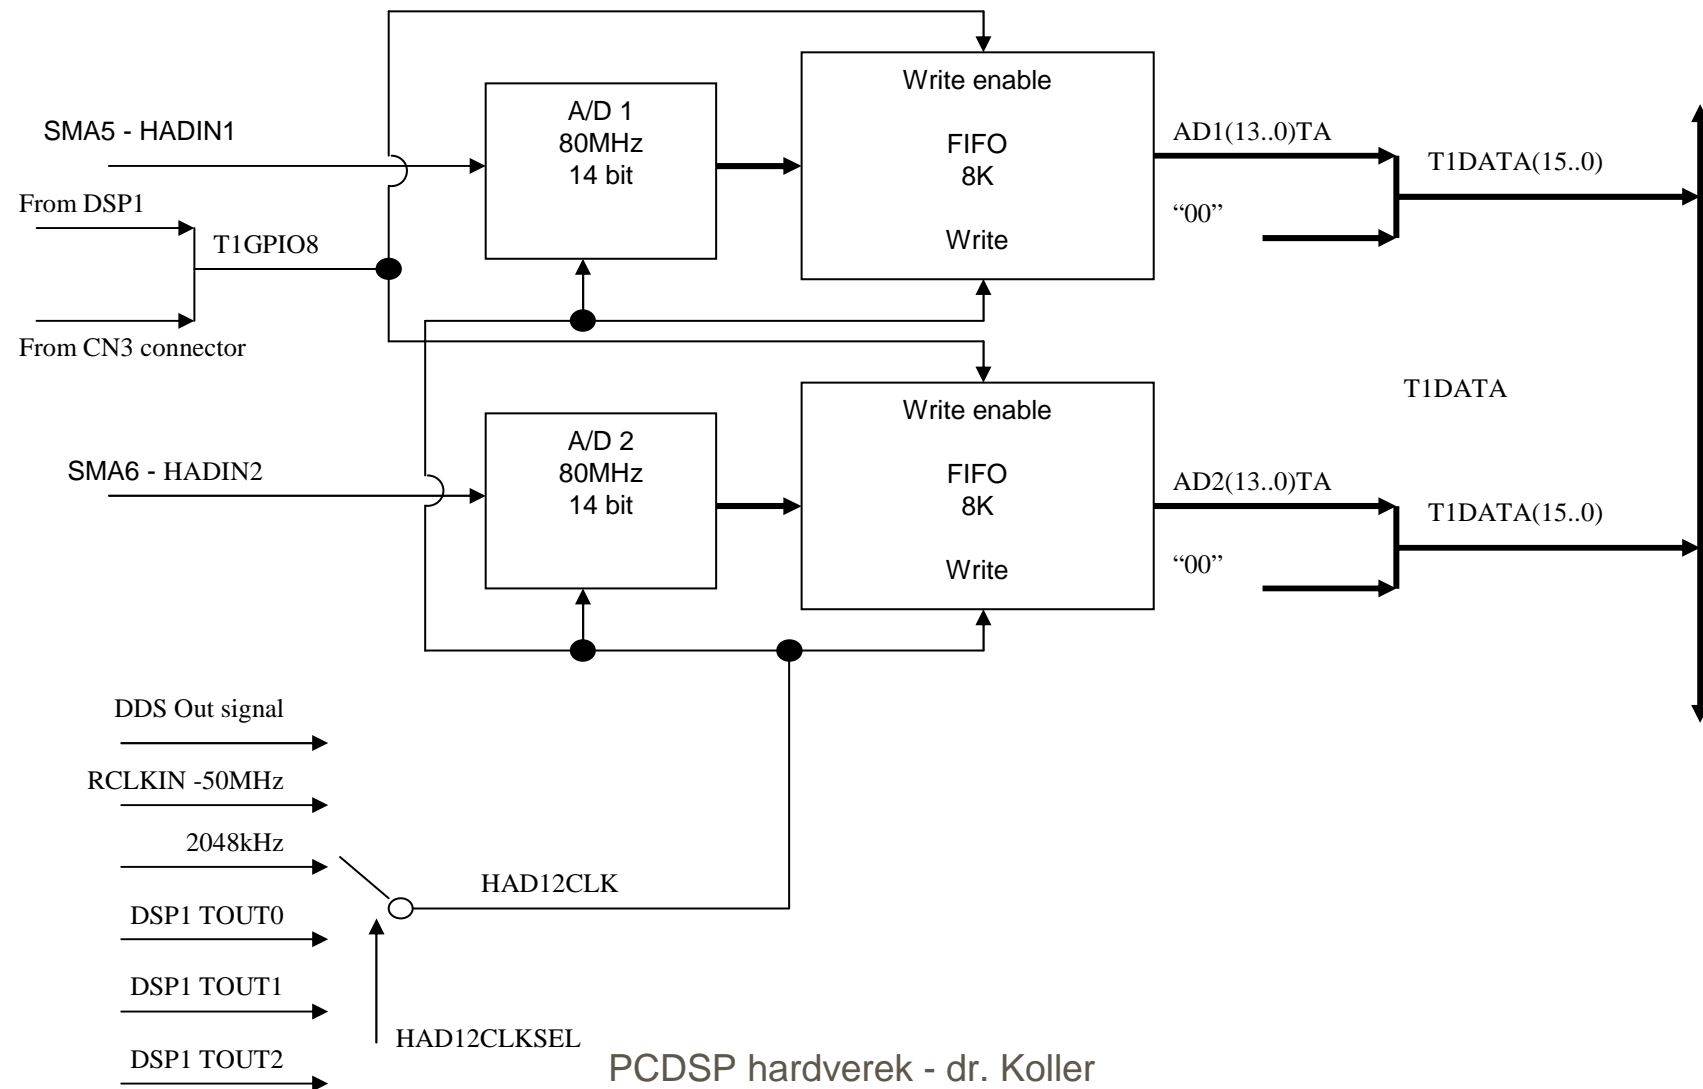 Write enable
A/D 1
80MHz
14 bit
SMA5 - HADIN1
FIFO
8K
AD1(13..0)TA
T1DATA(15..0)
From DSP1
“00”
T1GPIO8
Write
From CN3 connector
T1DATA
Write enable
A/D 2
80MHz
14 bit
SMA6 - HADIN2
FIFO
8K
AD2(13..0)TA
T1DATA(15..0)
“00”
Write
DDS Out signal
RCLKIN -50MHz
2048kHz
HAD12CLK
DSP1 TOUT0
DSP1 TOUT1
HAD12CLKSEL
DSP1 TOUT2
PCDSP hardverek - dr. Koller